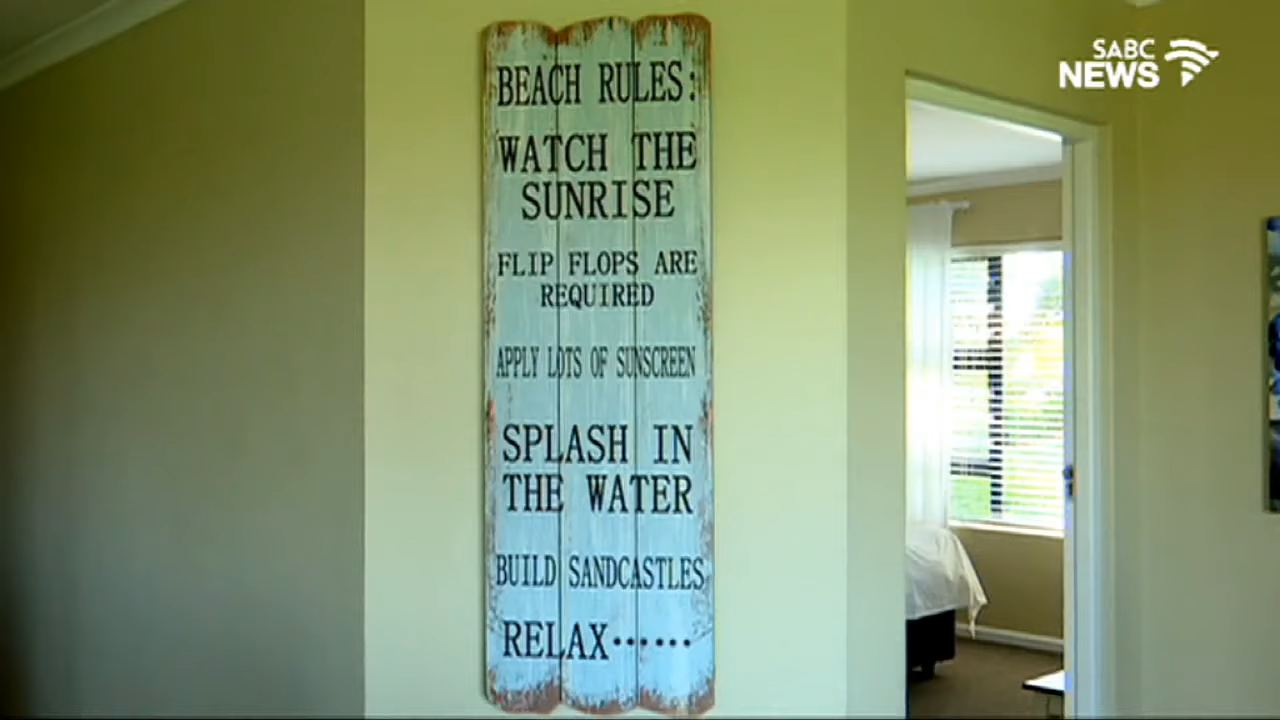 BEACH RULES:
WATCH THE
SUNRISE
FLIP FLOPS ARE
REQUIRED
APPLY LOTS OF SUNSCREEN
SPLASH IN
THE WATER
BUILD SANDCASTLES
RELAX······
SABC
NEWS